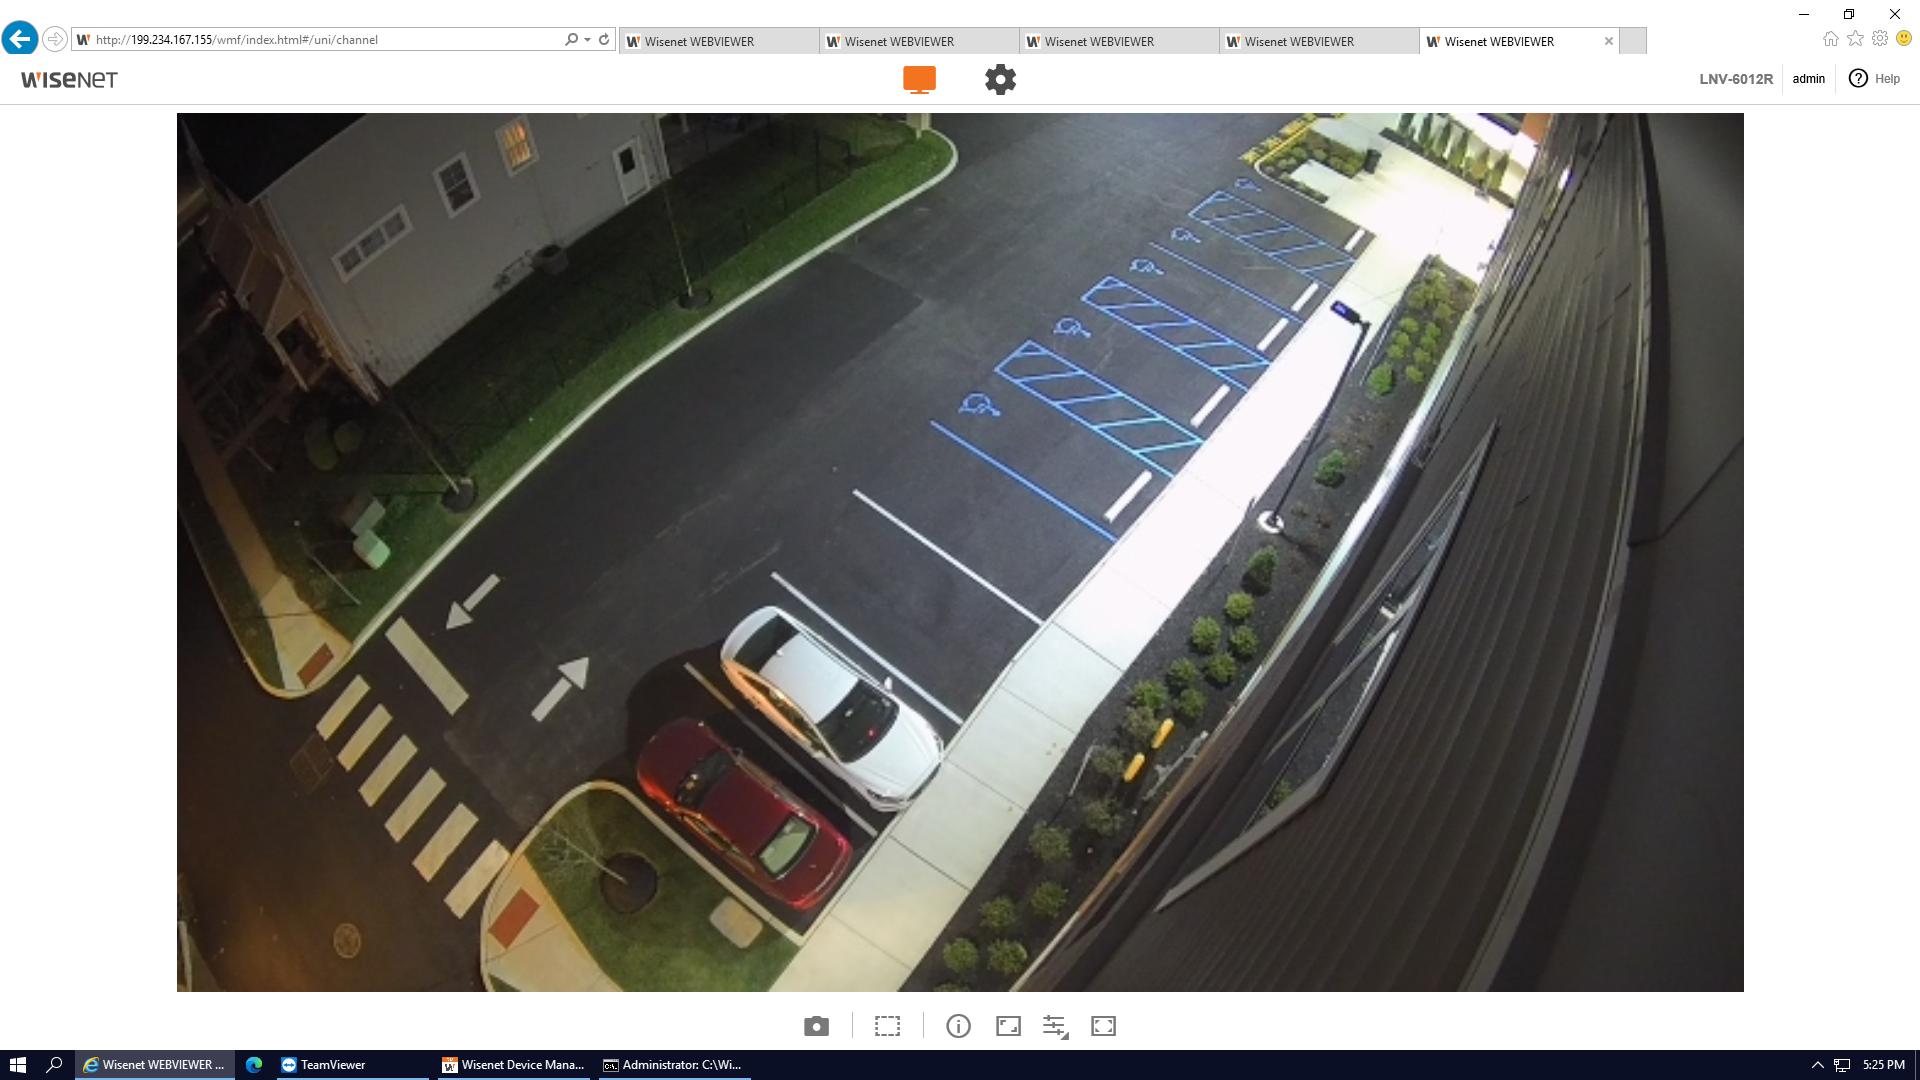 http://199.234.167.155/wmf/index.html#/uni/channel
Wisenet WEBVIEWER
Wisenet WEBVIEWER
Wisenet WEBVIEWER
Wisenet WEBVIEWER
Wisenet WEBVIEWER
WISENET
LNV-6012R
admin
? Help
Wisenet WEBVIEWER ...
TeamViewer
Wisenet Device Mana...
Administrator: C:\Wi...
5:25 PM